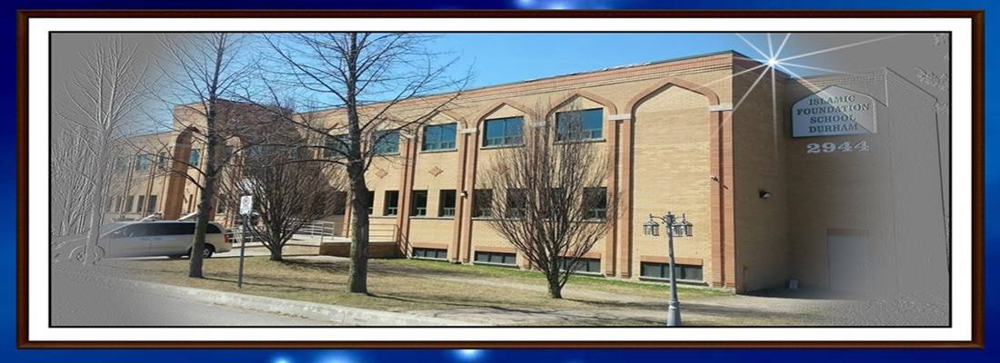 ISLAMIC
FOUNDATION
SCHOOL
DURHAM
2944